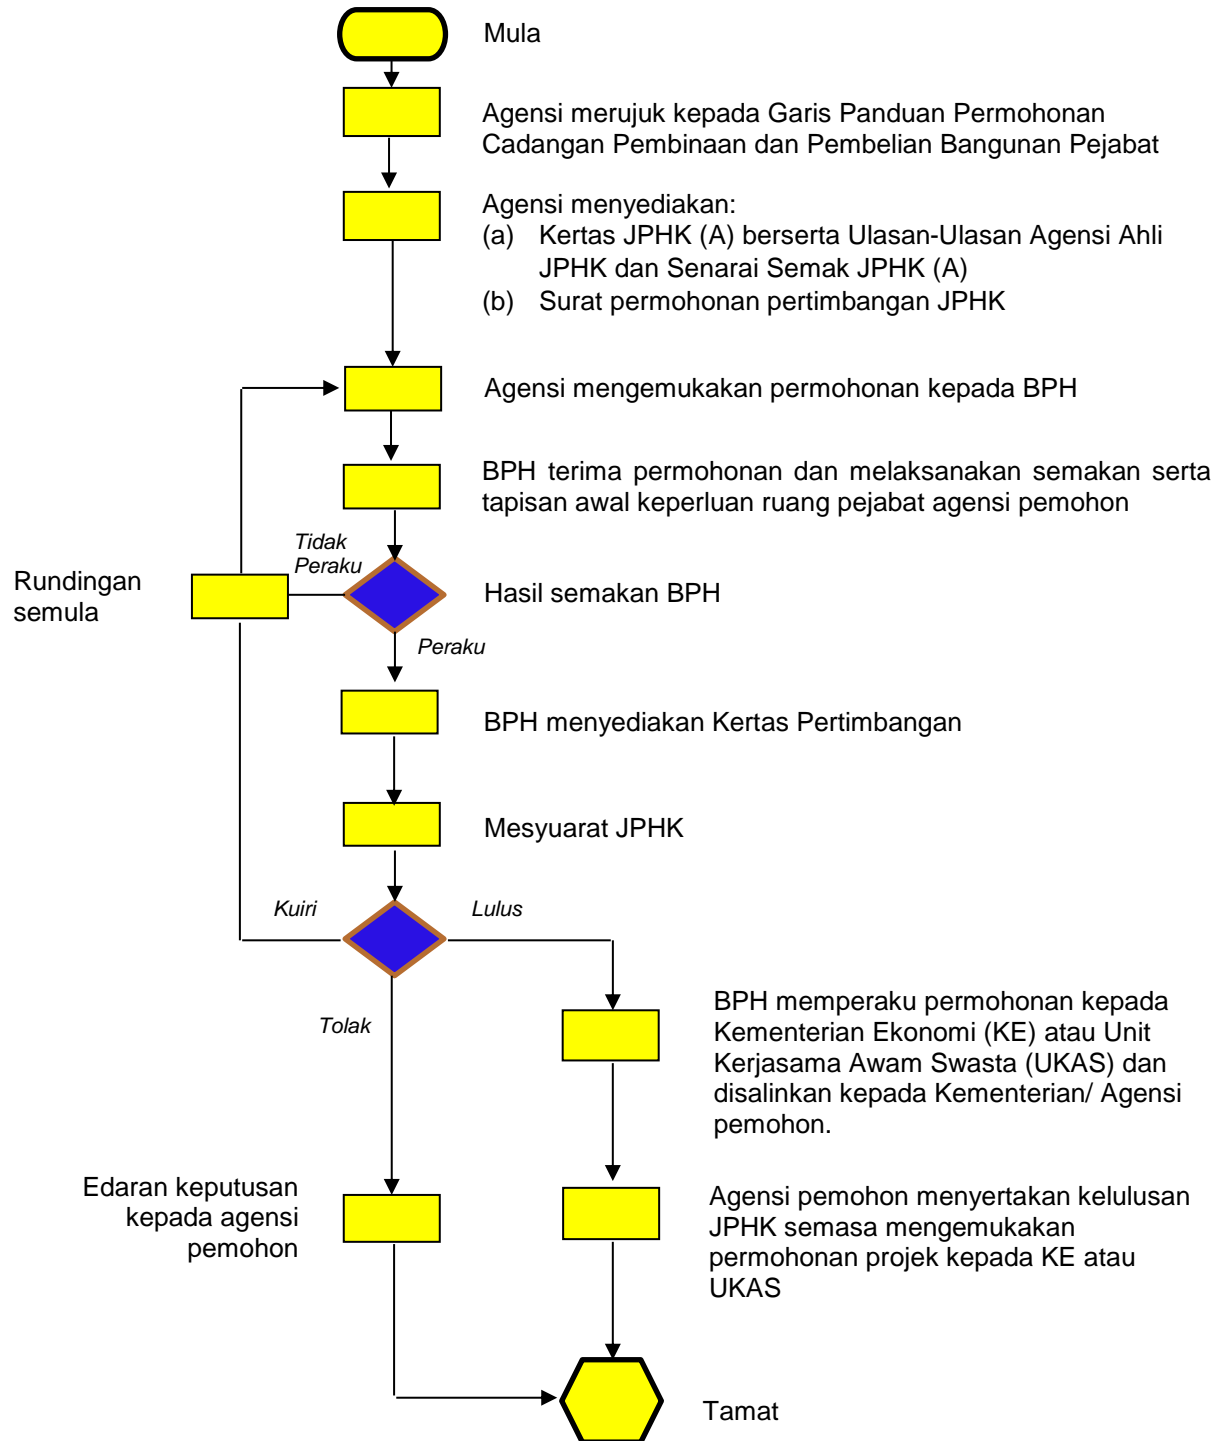 Mula
Agensi merujuk kepada Garis Panduan Permohonan
Cadangan Pembinaan dan Pembelian Bangunan Pejabat
Agensi menyediakan:
(a) Kertas JPHK (A) berserta Ulasan-Ulasan Agensi Ahli
JPHK dan Senarai Semak JPHK (A)
(b) Surat permohonan pertimbangan JPHK
Agensi mengemukakan permohonan kepada BPH
BPH terima permohonan dan melaksanakan semakan serta
tapisan awal keperluan ruang pejabat agensi pemohon
Tidak
Peraku
Rundingan
semula
Hasil semakan BPH
Peraku
BPH menyediakan Kertas Pertimbangan
Mesyuarat JPHK
Kuiri
Lulus
Tolak
BPH memperaku permohonan kepada
Kementerian Ekonomi (KE) atau Unit
Kerjasama Awam Swasta (UKAS) dan
disalinkan kepada Kementerian/ Agensi
pemohon.
Edaran keputusan
kepada agensi
pemohon
Agensi pemohon menyertakan kelulusan
JPHK semasa mengemukakan
permohonan projek kepada KE atau
UKAS
Tamat